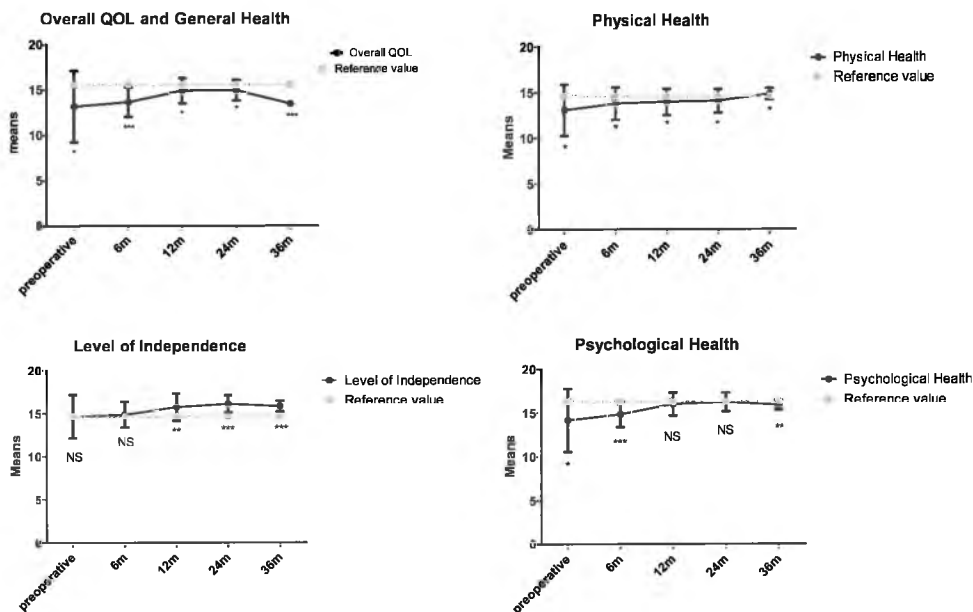 Overall QOL and General Health
20
15
10
5
0
means
Overall QOL
Reference value
*
***
*
*
***
preoperative
6m
12m
24m
36m
Physical Health
20
15
10
5
0
Means
Physical Health
Reference value
*
*
*
*
*
preoperative
6m
12m
24m
36m
Level of Independence
20
15
10
5
0
Means
Level of Independence
Reference value
NS
NS
**
***
***
preoperative
6m
12m
24m
36m
Psychological Health
20
15
10
5
0
Means
Psychological Health
Reference value
*
***
NS
NS
**
preoperative
6m
12m
24m
36m